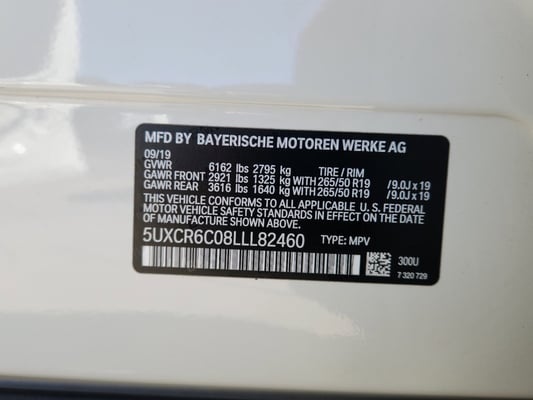 MFD BY BAYERISCHE MOTOREN WERKE AG
09/19
GVWR 6162 lbs 2795 kg TIRE / RIM
GAWR FRONT 2921 lbs 1325 kg WITH 265/50 R19 /9.0J x 19
GAWR REAR 3616 lbs 1640 kg WITH 265/50 R19 /9.0J x 19
THIS VEHICLE CONFORMS TO ALL APPLICABLE U.S. FEDERAL
MOTOR VEHICLE SAFETY STANDARDS IN EFFECT ON THE DATE
OF MANUFACTURE SHOWN ABOVE.
5UXCR6C08LLL82460 TYPE: MPV
300U
7 320 729